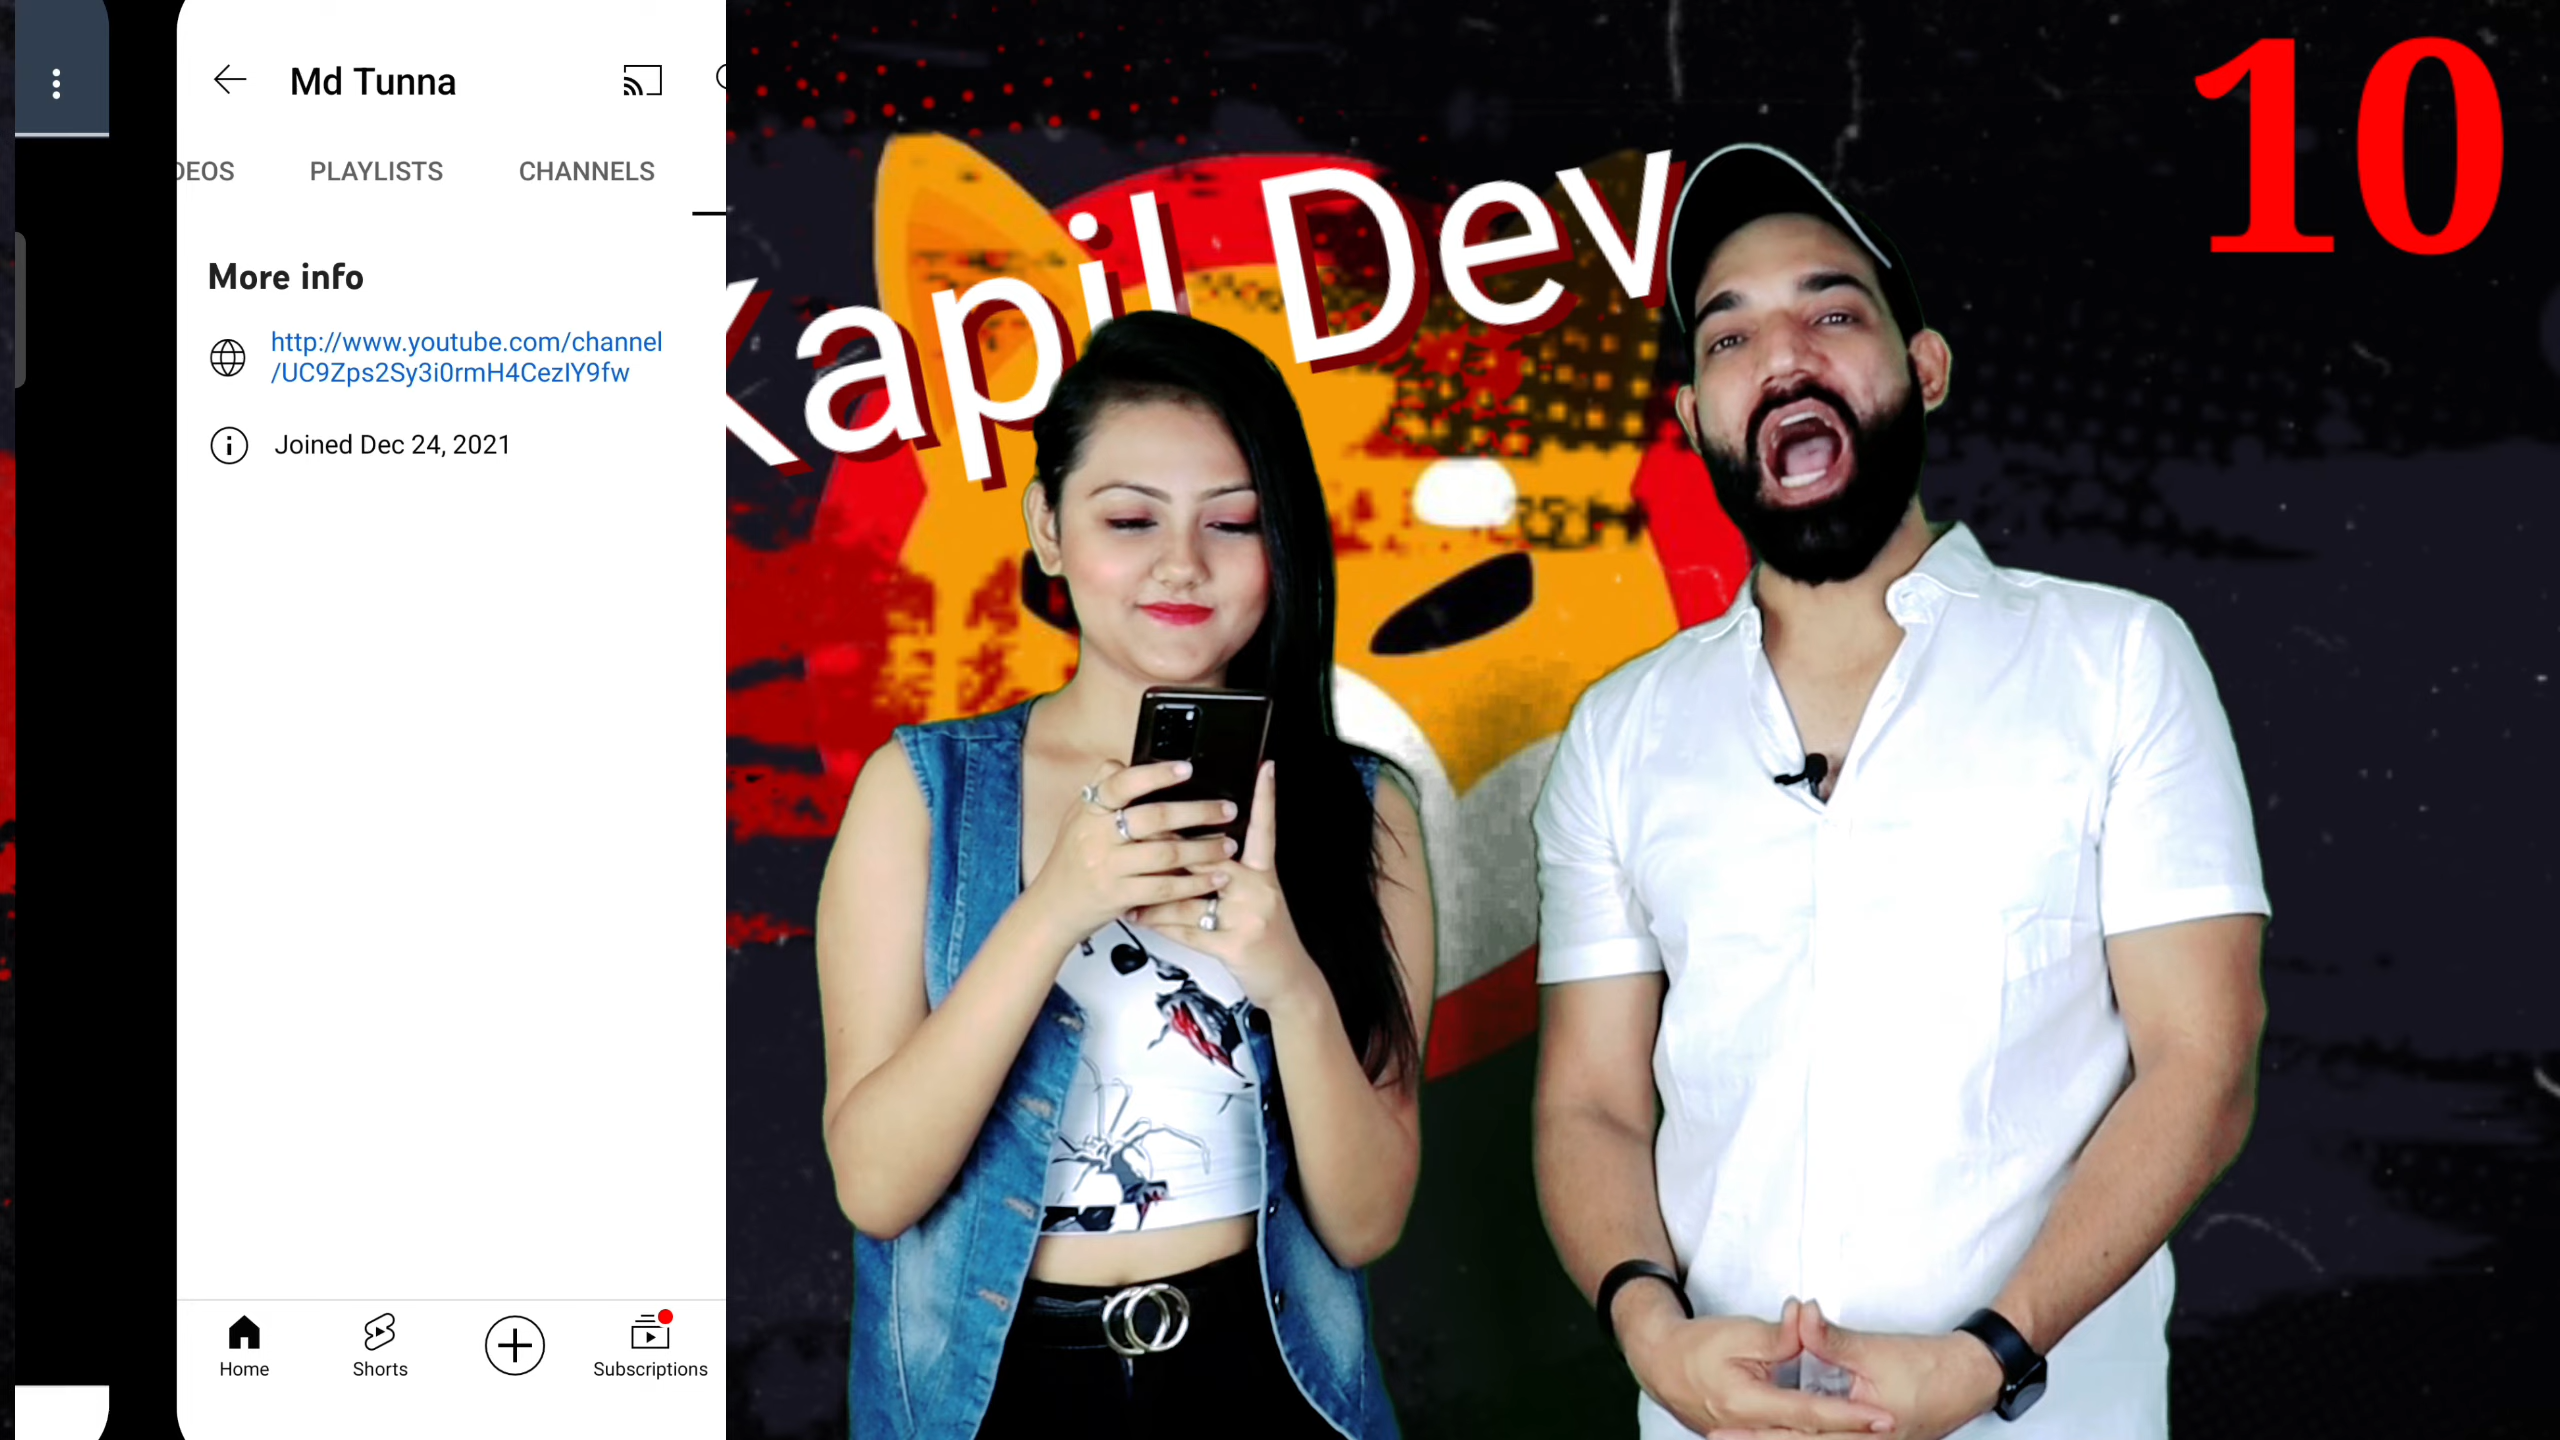 Md Tunna
DEOS PLAYLISTS CHANNELS
More info
http://www.youtube.com/channel
/UC9Zps2Sy3i0rmH4CezIY9fw
Joined Dec 24, 2021
Home Shorts Subscriptions
Kapil Dev
10